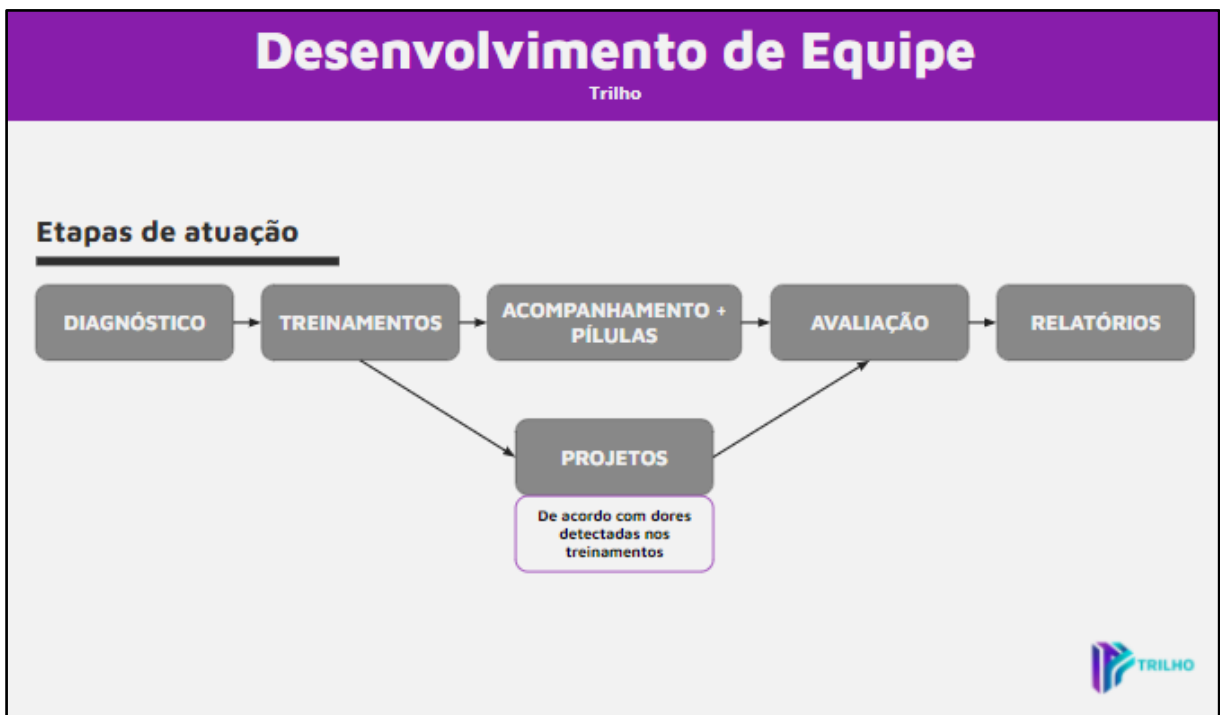 Desenvolvimento de Equipe
Trilho
Etapas de atuação
DIAGNÓSTICO
TREINAMENTOS
ACOMPANHAMENTO +
PÍLULAS
AVALIAÇÃO
RELATÓRIOS
PROJETOS
De acordo com dores
detectadas nos
treinamentos
TRILHO